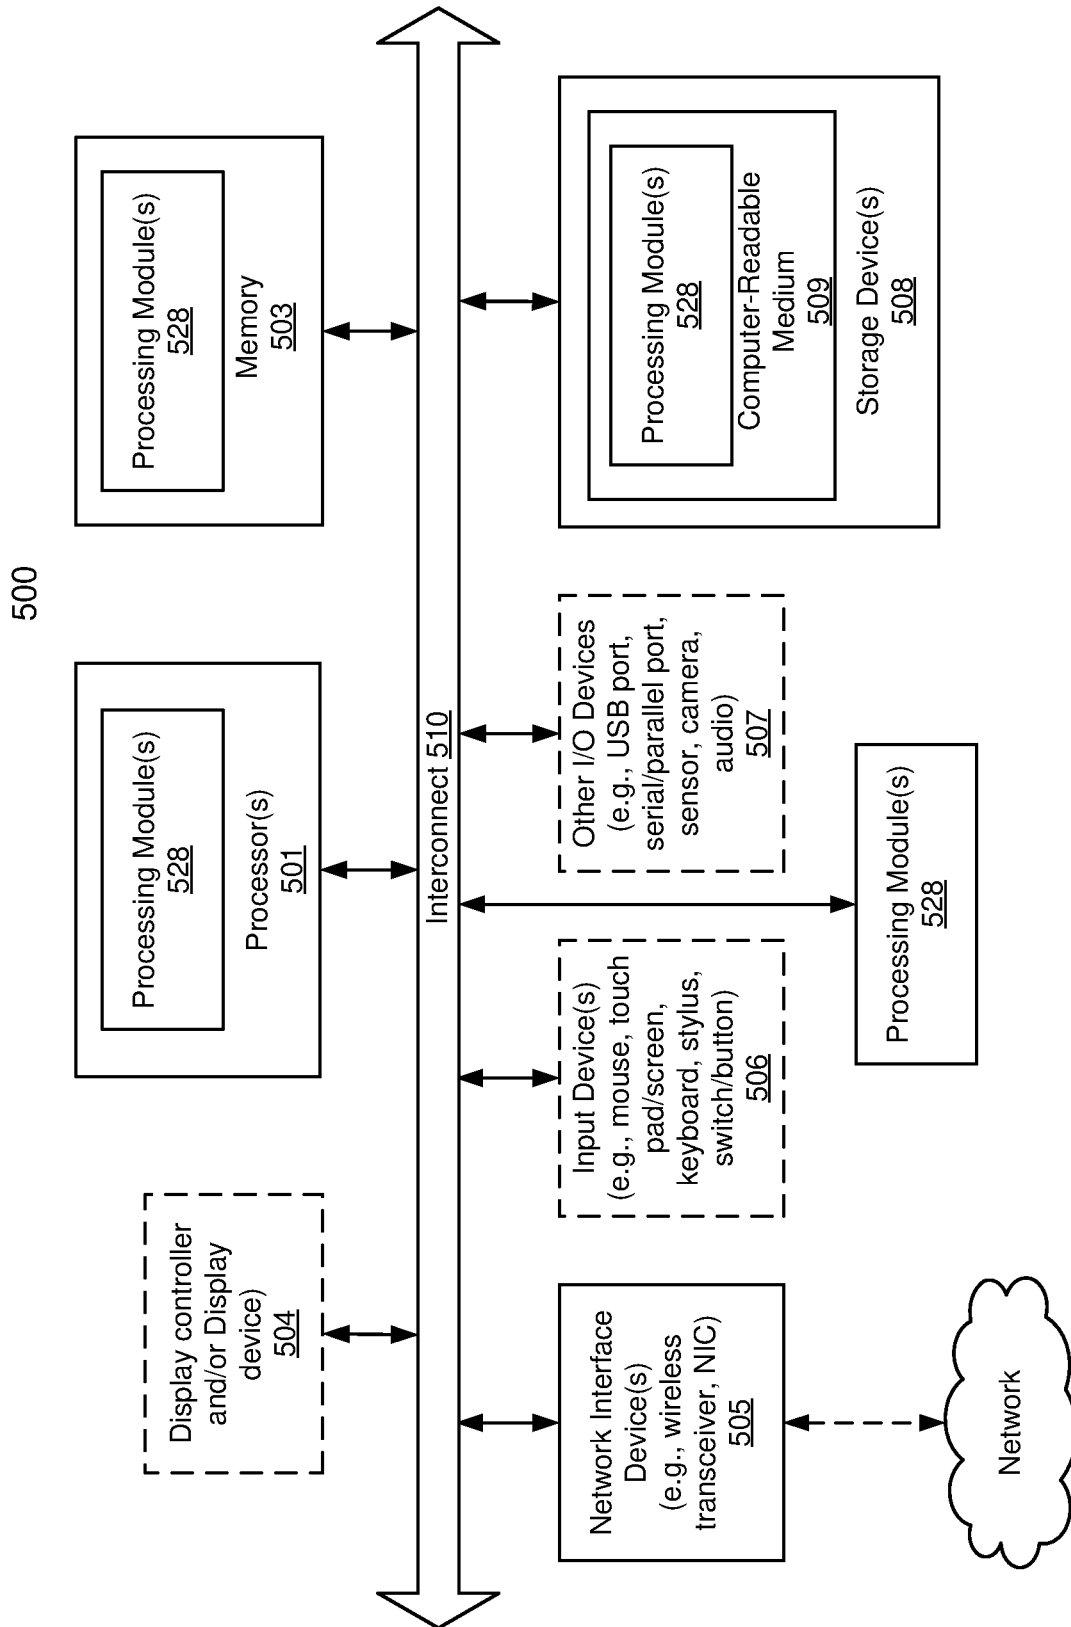 500
Display controller
and/or Display
device)
504
Processing Module(s)
528
Processor(s)
501
Processing Module(s)
528
Memory
503
Interconnect 510
Network Interface
Device(s)
(e.g., wireless
transceiver, NIC)
505
Input Device(s)
(e.g., mouse, touch
pad/screen,
keyboard, stylus,
switch/button)
506
Other I/O Devices
(e.g., USB port,
serial/parallel port,
sensor, camera,
audio)
507
Processing Module(s)
528
Computer-Readable
Medium
509
Storage Device(s)
508
Processing Module(s)
528
Network